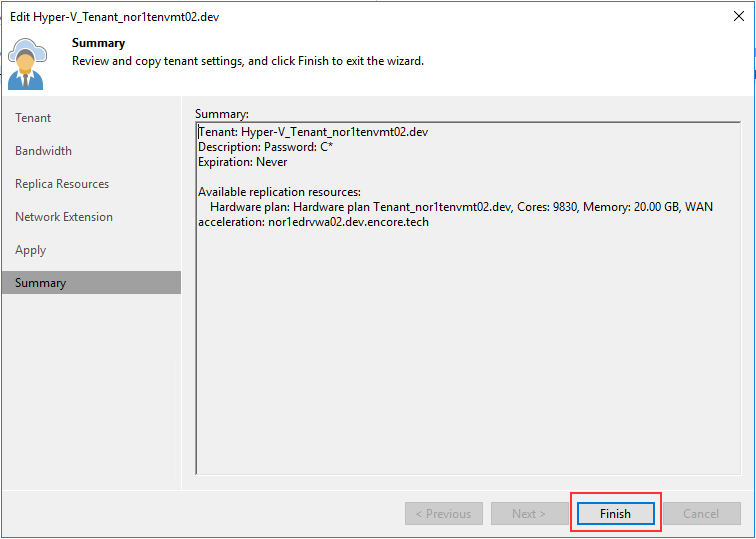 Edit Hyper-V_Tenant_nor1tenvmt02.dev
Summary
Review and copy tenant settings, and click Finish to exit the wizard.
Tenant
Bandwidth
Replica Resources
Network Extension
Apply
Summary
Summary:
Tenant: Hyper-V_Tenant_nor1tenvmt02.dev
Description: Password: C*
Expiration: Never
Available replication resources:
Hardware plan: Hardware plan Tenant_nor1tenvmt02.dev, Cores: 9830, Memory: 20.00 GB, WAN
acceleration: nor1edrvwa02.dev.encore.tech
< Previous
Next >
Finish
Cancel